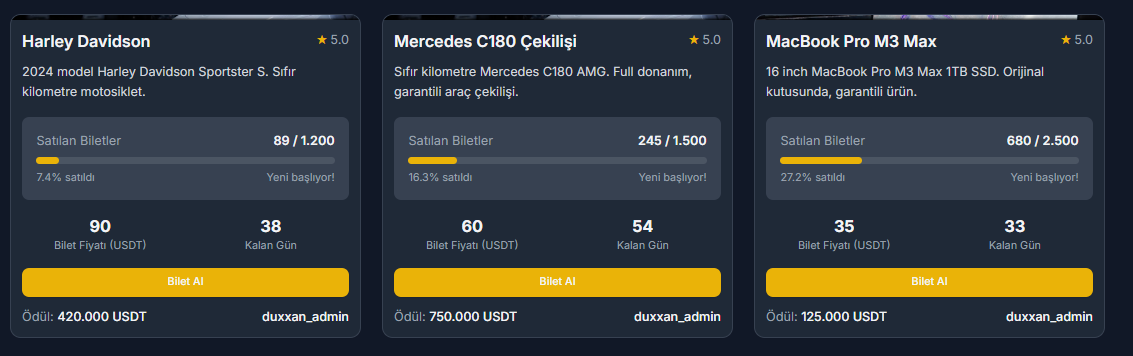 Harley Davidson
★ 5.0
2024 model Harley Davidson Sportster S. Sıfır
kilometre motosiklet.
Satılan Biletler
89 / 1.200
7.4% satıldı
Yeni başlıyor!
90
Bilet Fiyatı (USDT)
38
Kalan Gün
Bilet Al
Ödül: 420.000 USDT
duxxan_admin
Mercedes C180 Çekilişi
★ 5.0
Sıfır kilometre Mercedes C180 AMG. Full donanım,
garantili araç çekilişi.
Satılan Biletler
245 / 1.500
16.3% satıldı
Yeni başlıyor!
60
Bilet Fiyatı (USDT)
54
Kalan Gün
Bilet Al
Ödül: 750.000 USDT
duxxan_admin
MacBook Pro M3 Max
★ 5.0
16 inch MacBook Pro M3 Max 1TB SSD. Orijinal
kutusunda, garantili ürün.
Satılan Biletler
680 / 2.500
27.2% satıldı
Yeni başlıyor!
35
Bilet Fiyatı (USDT)
33
Kalan Gün
Bilet Al
Ödül: 125.000 USDT
duxxan_admin